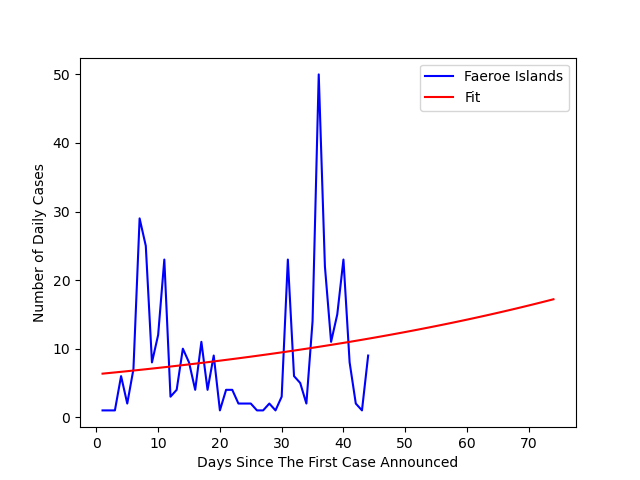 Faeroe Islands
Fit
50
40
30
20
10
0
Number of Daily Cases
0 10 20 30 40 50 60 70
Days Since The First Case Announced